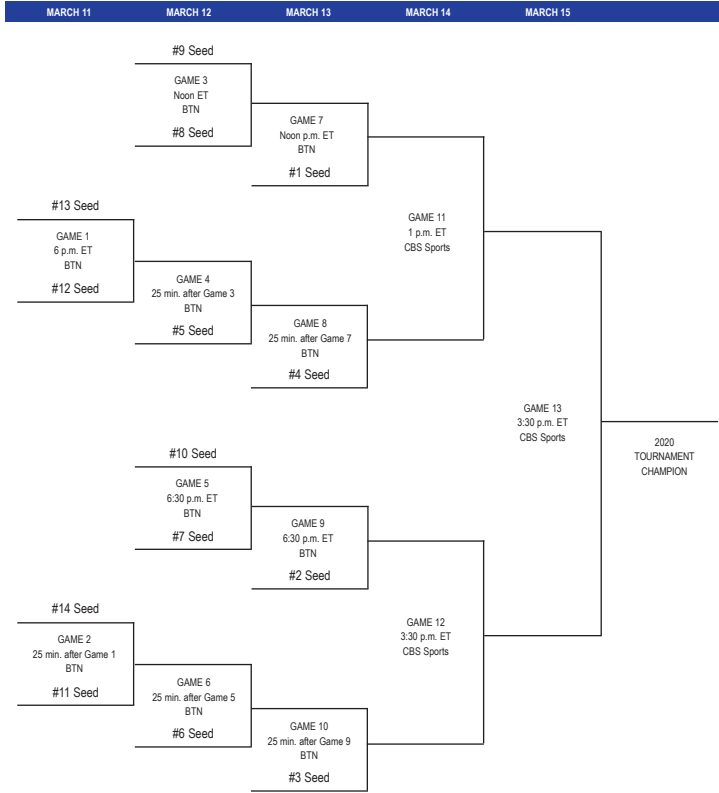 MARCH 11 MARCH 12 MARCH 13 MARCH 14 MARCH 15
#9 Seed
GAME 3
Noon ET
BTN
#8 Seed
GAME 7
Noon p.m. ET
BTN
#1 Seed
#13 Seed
GAME 1
6 p.m. ET
BTN
#12 Seed
GAME 4
25 min. after Game 3
BTN
#5 Seed
GAME 8
25 min. after Game 7
BTN
#4 Seed
GAME 11
1 p.m. ET
CBS Sports
GAME 13
3:30 p.m. ET
CBS Sports
2020
TOURNAMENT
CHAMPION
#10 Seed
GAME 5
6:30 p.m. ET
BTN
#7 Seed
GAME 9
6:30 p.m. ET
BTN
#2 Seed
#14 Seed
GAME 2
25 min. after Game 1
BTN
#11 Seed
GAME 6
25 min. after Game 5
BTN
#6 Seed
GAME 10
25 min. after Game 9
BTN
#3 Seed
GAME 12
3:30 p.m. ET
CBS Sports